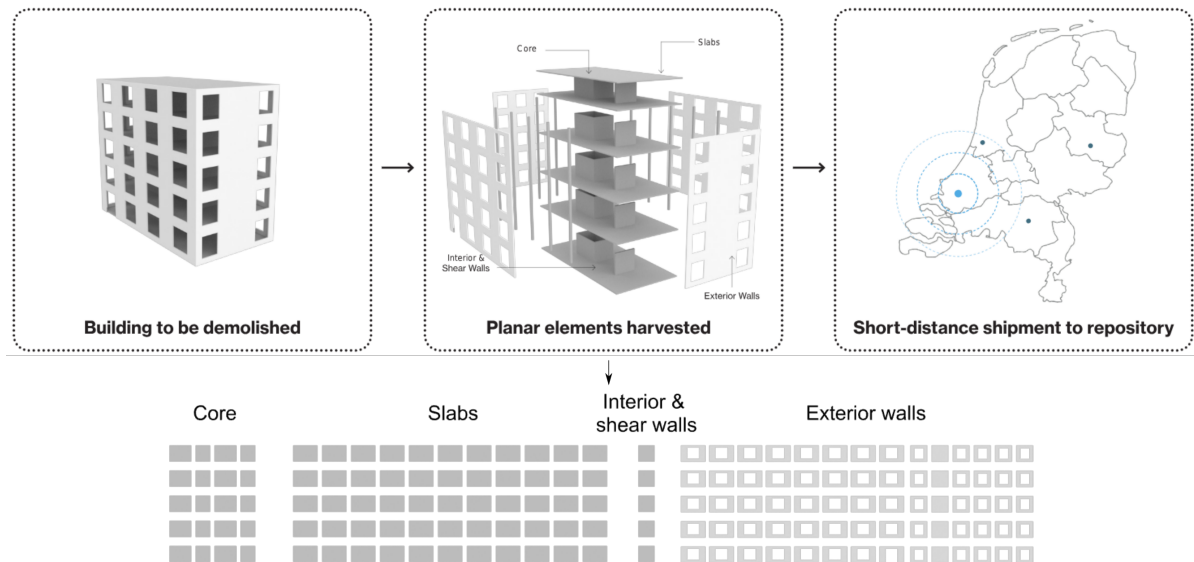 Core
Slabs
Interior &
Shear Walls
Exterior Walls
Building to be demolished
Planar elements harvested
Short-distance shipment to repository
Core
Slabs
Interior &
shear walls
Exterior walls